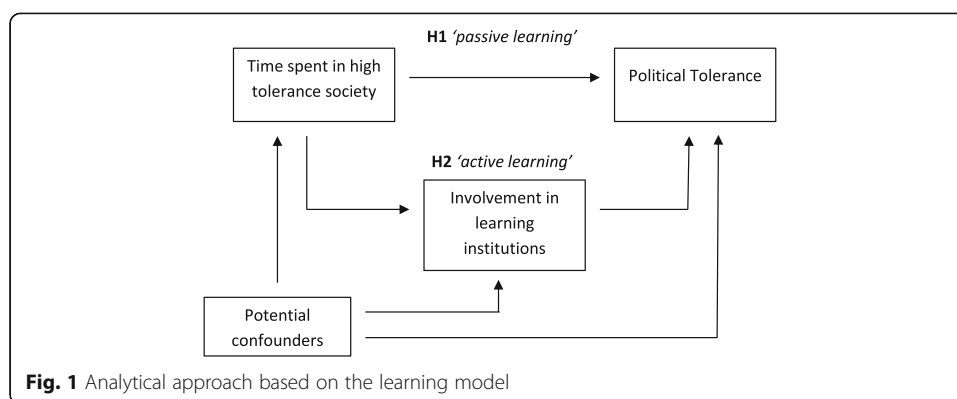 H1 'passive learning'
Time spent in high
tolerance society
Political Tolerance
H2 'active learning'
Involvement in
learning
institutions
Potential
confounders
Fig. 1 Analytical approach based on the learning model